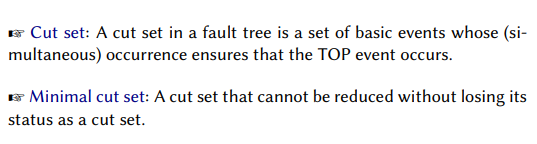 ☞ Cut set: A cut set in a fault tree is a set of basic events whose (si-
multaneous) occurrence ensures that the TOP event occurs.
☞ Minimal cut set: A cut set that cannot be reduced without losing its
status as a cut set.